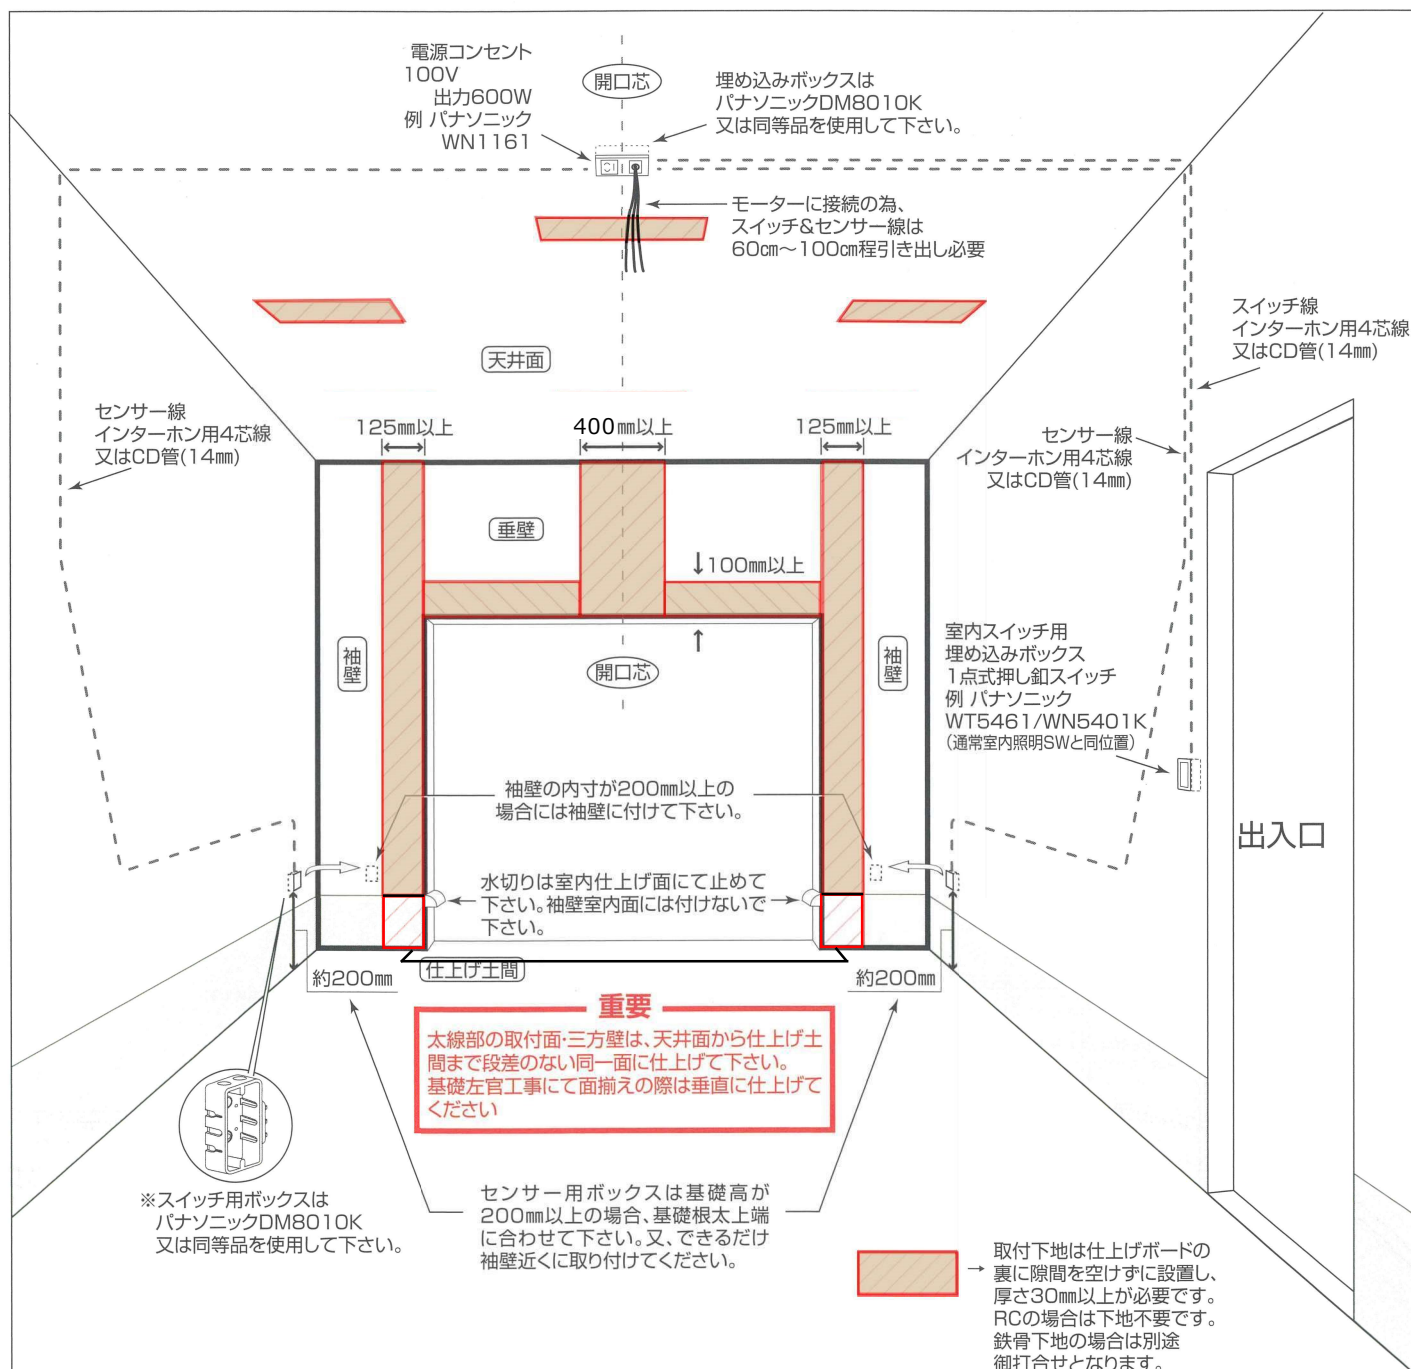 電源コンセント
100V
出力600W
例 パナソニック
WN1161
開口芯
埋め込みボックスは
パナソニックDM8010K
又は同等品を使用して下さい。
モーターに接続の為、
スイッチ&センサー線は
60cm～100cm程引き出し必要
天井面
スイッチ線
インターホン用4芯線
又はCD管(14㎜)
センサー線
インターホン用4芯線
又はCD管(14㎜)
125㎜以上
400㎜以上
125㎜以上
センサー線
インターホン用4芯線
又はCD管(14㎜)
垂壁
100㎜以上
袖壁
開口芯
袖壁
室内スイッチ用
埋め込みボックス
1点式押し釦スイッチ
例 パナソニック
WT5461/WN5401K
(通常室内照明SWと同位置)
袖壁の内寸が200㎜以上の
場合には袖壁に付けて下さい。
出入口
水切りは室内仕上げ面にて止めて
下さい。袖壁室内面には付けないで
下さい。
約200㎜
仕上げ土間
約200㎜
重要
太線部の取付面・三方壁は、天井面から仕上げ土
間まで段差のない同一面に仕上げて下さい。
基礎左官工事にて面揃えの際は垂直に仕上げて
ください
※スイッチ用ボックスは
パナソニックDM8010K
又は同等品を使用して下さい。
センサー用ボックスは基礎高が
200㎜以上の場合、基礎根太上端
に合わせて下さい。又、できるだけ
袖壁近くに取り付けてください。
取付下地は仕上げボードの
裏に隙間を空けずに設置し、
厚さ30㎜以上が必要です。
RCの場合は下地不要です。
鉄骨下地の場合は別途
御打合せとなります。